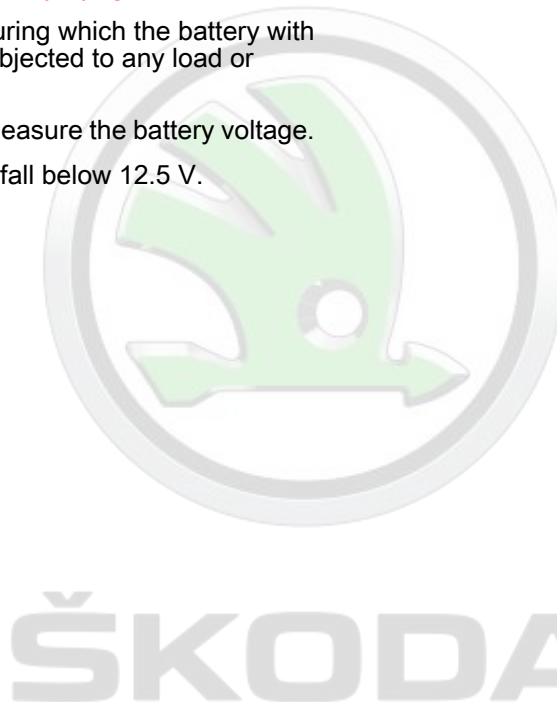 uring which the battery with
bjected to any load or
easure the battery voltage.
fall below 12.5 V.
ŠKODA